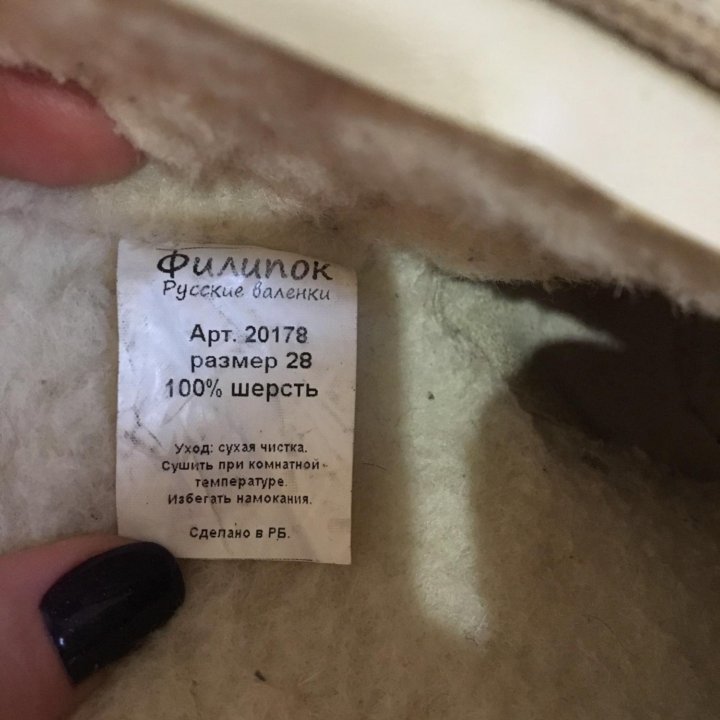 Филипок
Русские валенки
Арт. 20178
размер 28
100% шерсть
Уход: сухая чистка.
Сушить при комнатной
температуре.
Избегать намокания.
Сделано в РБ.